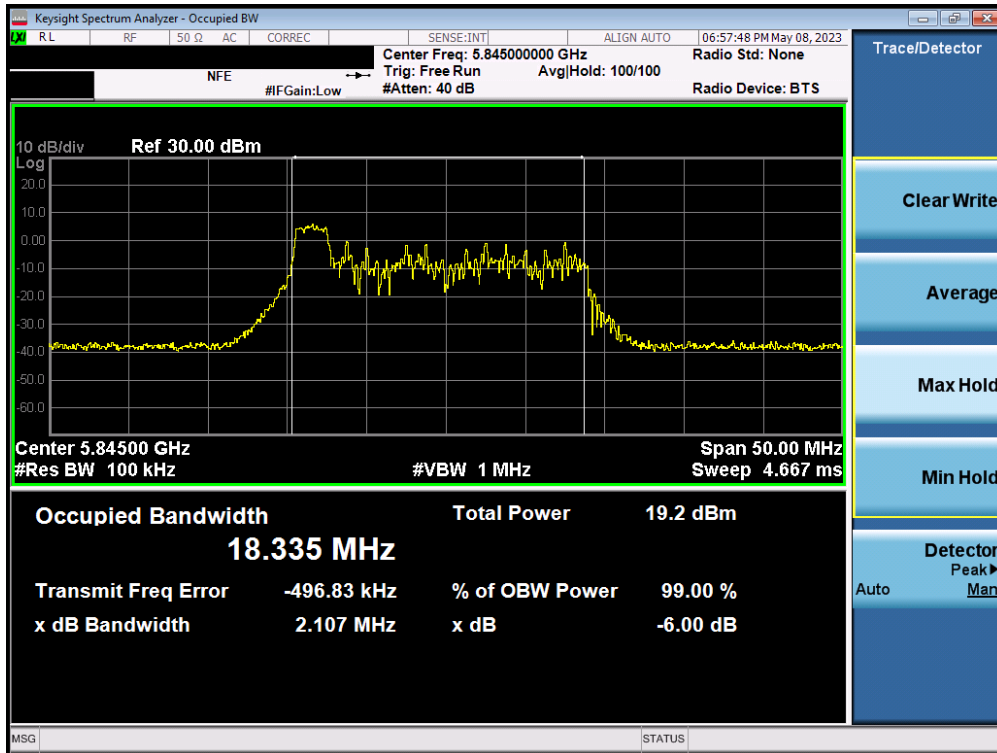 Keysight Spectrum Analyzer - Occupied BW
LXI RL RF 50 Ω AC CORREC SENSE:INT ALIGN AUTO 06:57:48 PM May 08, 2023
Center Freq: 5.845000000 GHz Radio Std: None
NFE Trig: Free Run Avg|Hold: 100/100
#IFGain:Low #Atten: 40 dB Radio Device: BTS
Trace/Detector
10 dB/div Ref 30.00 dBm
Log
20.0
10.0
0.00
-10.0
-20.0
-30.0
-40.0
-50.0
-60.0
Center 5.84500 GHz Span 50.00 MHz
#Res BW 100 kHz #VBW 1 MHz Sweep 4.667 ms
Occupied Bandwidth Total Power 19.2 dBm
18.335 MHz
Transmit Freq Error -496.83 kHz % of OBW Power 99.00 %
x dB Bandwidth 2.107 MHz x dB -6.00 dB
Clear Write
Average
Max Hold
Min Hold
Detector
Peak▶
Auto Man
MSG STATUS